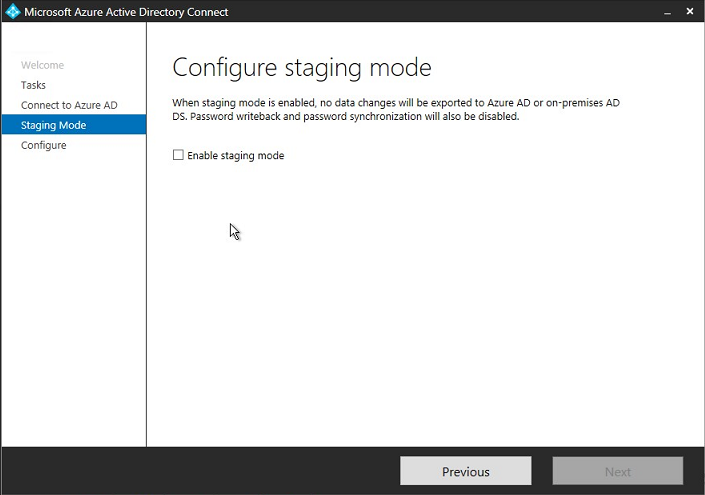 Microsoft Azure Active Directory Connect
Welcome
Tasks
Connect to Azure AD
Staging Mode
Configure
Configure staging mode
When staging mode is enabled, no data changes will be exported to Azure AD or on-premises AD
DS. Password writeback and password synchronization will also be disabled.
Enable staging mode
Previous
Next